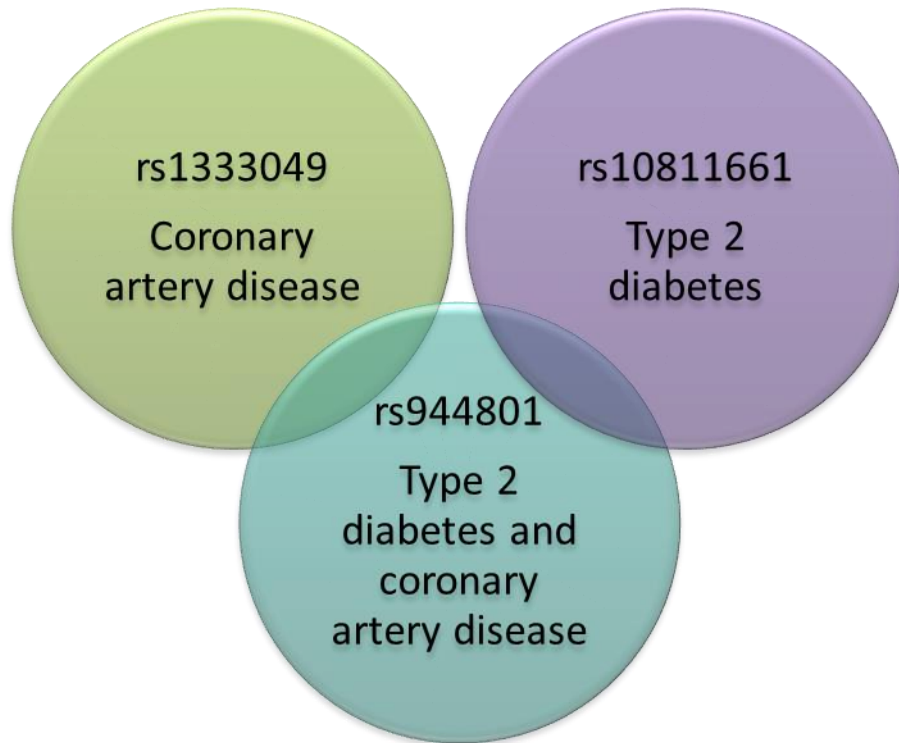 rs1333049
Coronary
artery disease
rs10811661
Type 2
diabetes
rs944801
Type 2
diabetes and
coronary
artery disease